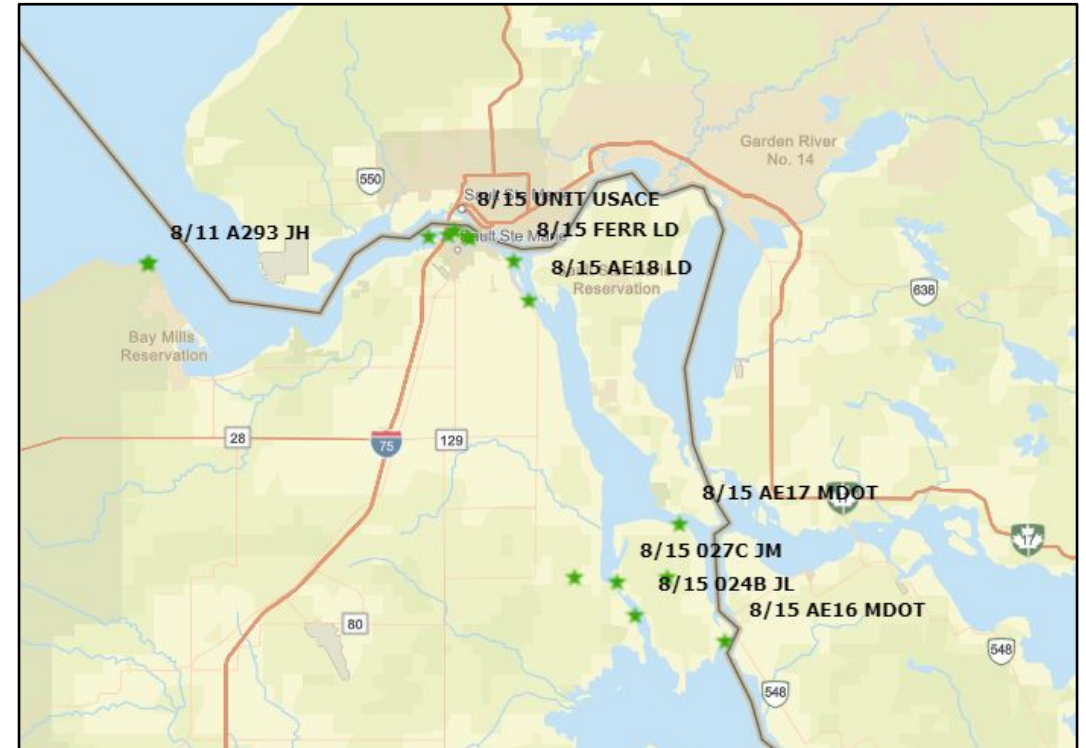 Garden River
No. 14
550
8/15 UNIT USACE
8/11 A293 JH
8/15 FERR LD
Sault Ste Marie
8/15 AE18 LD
Reservation
638
Bay Mills
Reservation
28
75
129
8/15 AE17 MDOT
17
8/15 027C JM
8/15 024B JL
8/15 AE16 MDOT
80
548
548